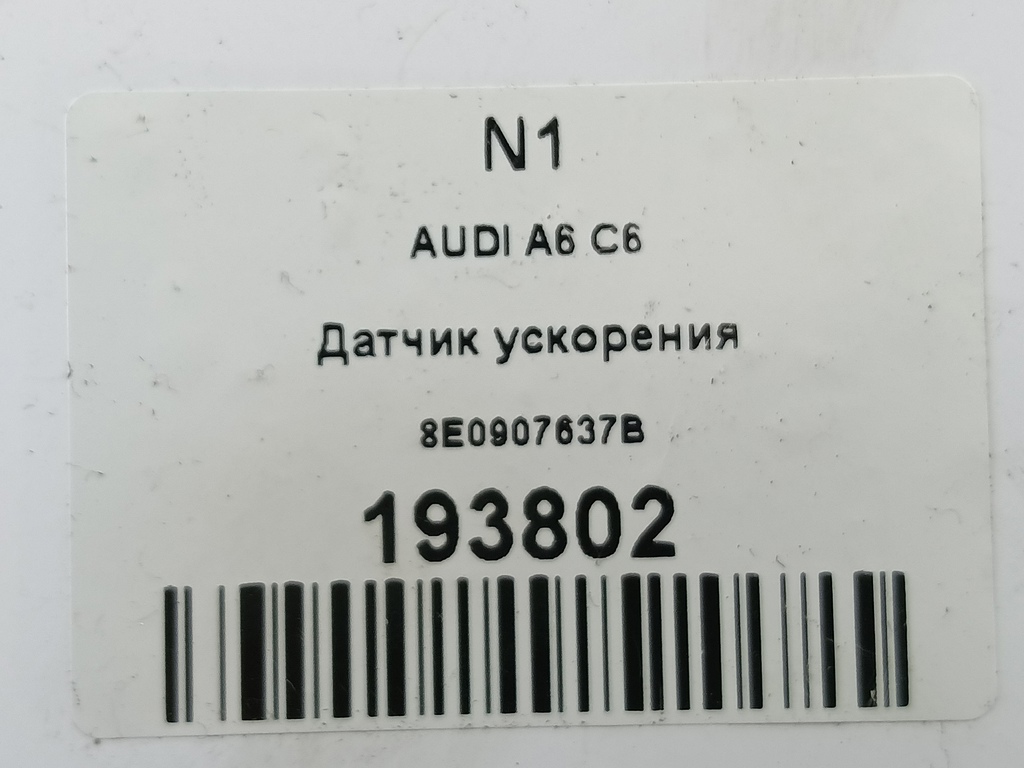 N1
AUDI A6 C6
Датчик ускорения
8E0907637B
193802